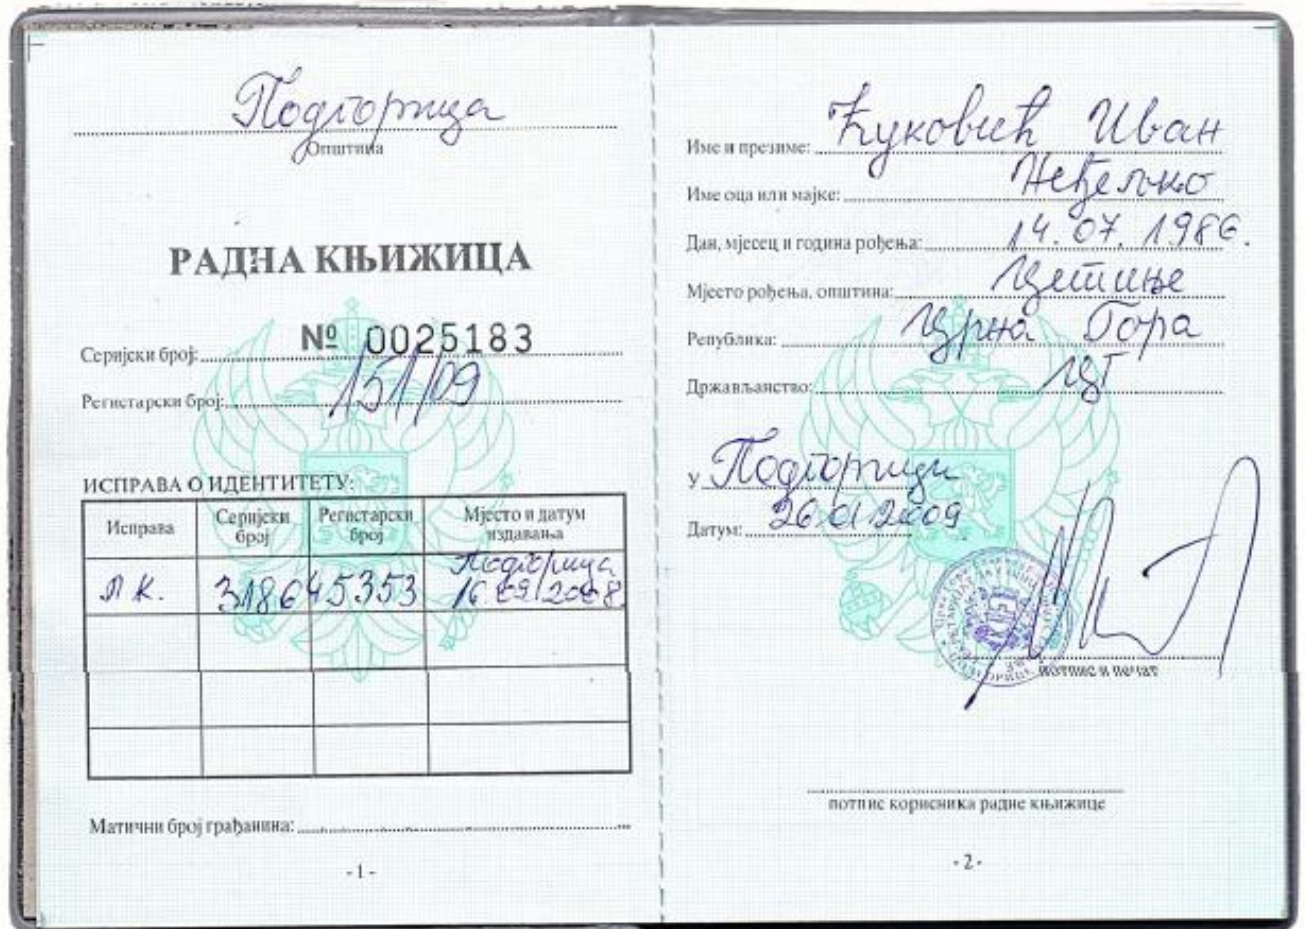 Подгорица
Општина
РАДНА КЊИЖИЦА
Серијски број: № 0025183
Регистарски број: 151/09
ИСПРАВА О ИДЕНТИТЕТУ:
Исправа Серијски број Регистарски број Мјесто и датум издавања
Л.К. 318645353 Подгорица 16.09.2008.
Матични број грађанина:
-1-
Име и презиме: Ћуковић Иван
Име оца или мајке: Неђељко
Дан, мјесец и година рођења: 14.07.1986.
Мјесто рођења, општина: Цетиње
Република: Црна Гора
Држављанство: ЦГ
У Подгорици
Датум: 26 01 2009
потпис и печат
потпис корисника радне књижице
-2-